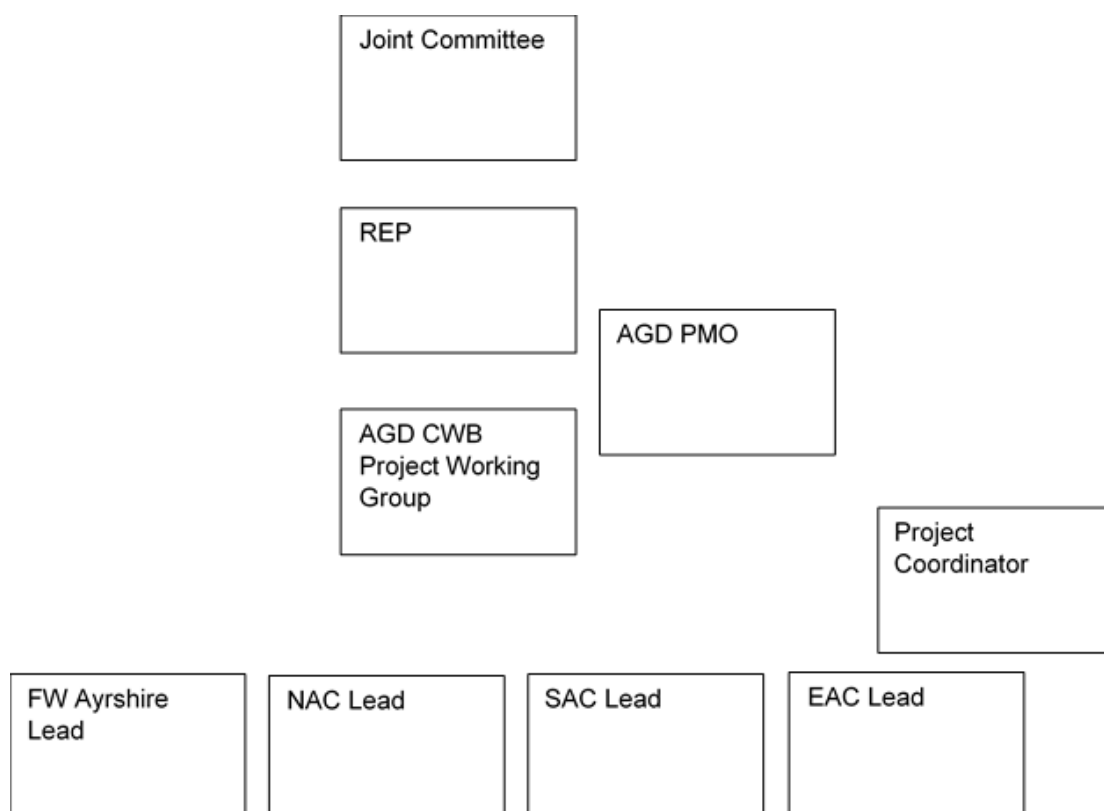 Joint Committee
REP
AGD PMO
AGD CWB
Project Working
Group
Project
Coordinator
FW Ayrshire
Lead
NAC Lead
SAC Lead
EAC Lead